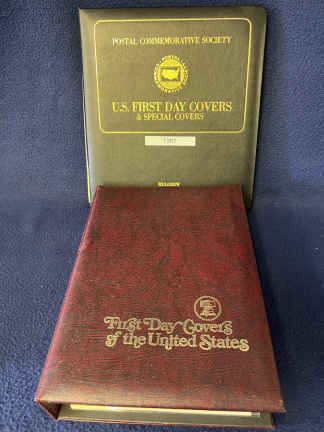 POSTAL COMMEMORATIVE SOCIETY
U.S. FIRST DAY COVERS
& SPECIAL COVERS
First Day Covers
of the United States